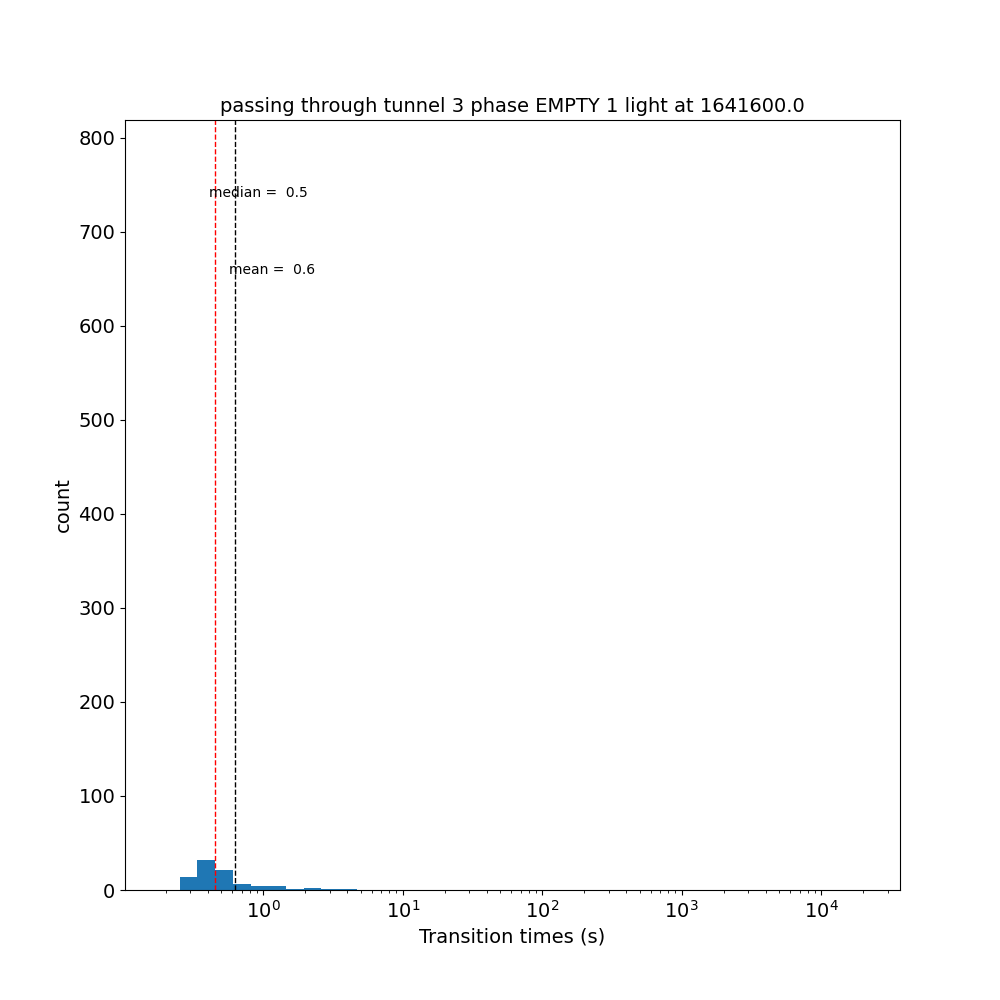 passing through tunnel 3 phase EMPTY 1 light at 1641600.0
800
median =  0.5
700
mean =  0.6
600
500
count
400
300
200
100
0
10⁰ 10¹ 10² 10³ 10⁴
Transition times (s)